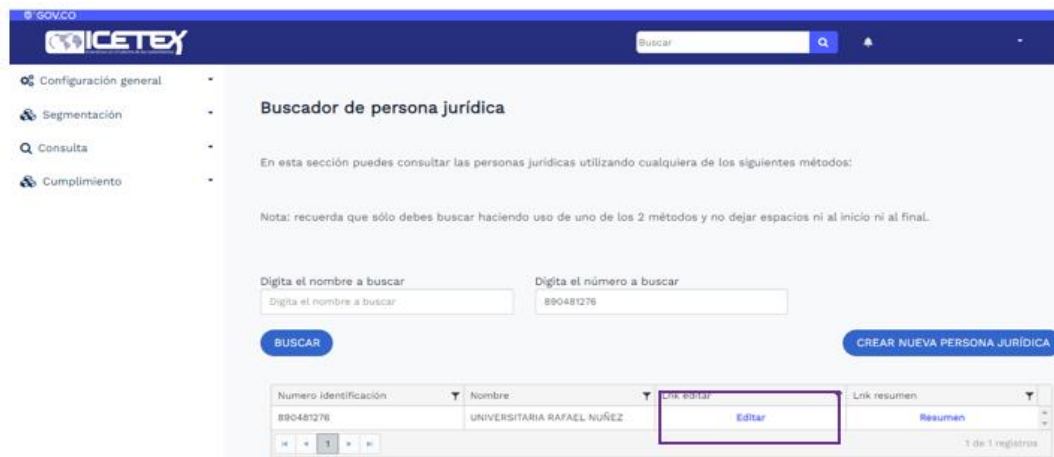 GOV.CO
ICETEX
Buscar
Configuración general
Segmentación
Consulta
Cumplimiento
Buscador de persona jurídica
En esta sección puedes consultar las personas jurídicas utilizando cualquiera de los siguientes métodos:
Nota: recuerda que sólo debes buscar haciendo uso de uno de los 2 métodos y no dejar espacios ni al inicio ni al final.
Digita el nombre a buscar Digita el número a buscar
Digita el nombre a buscar 890481276
BUSCAR CREAR NUEVA PERSONA JURÍDICA
Numero identificación Nombre Lnk editar Lnk resumen
890481276 UNIVERSITARIA RAFAEL NUÑEZ Editar Resumen
1 1 de 1 registros